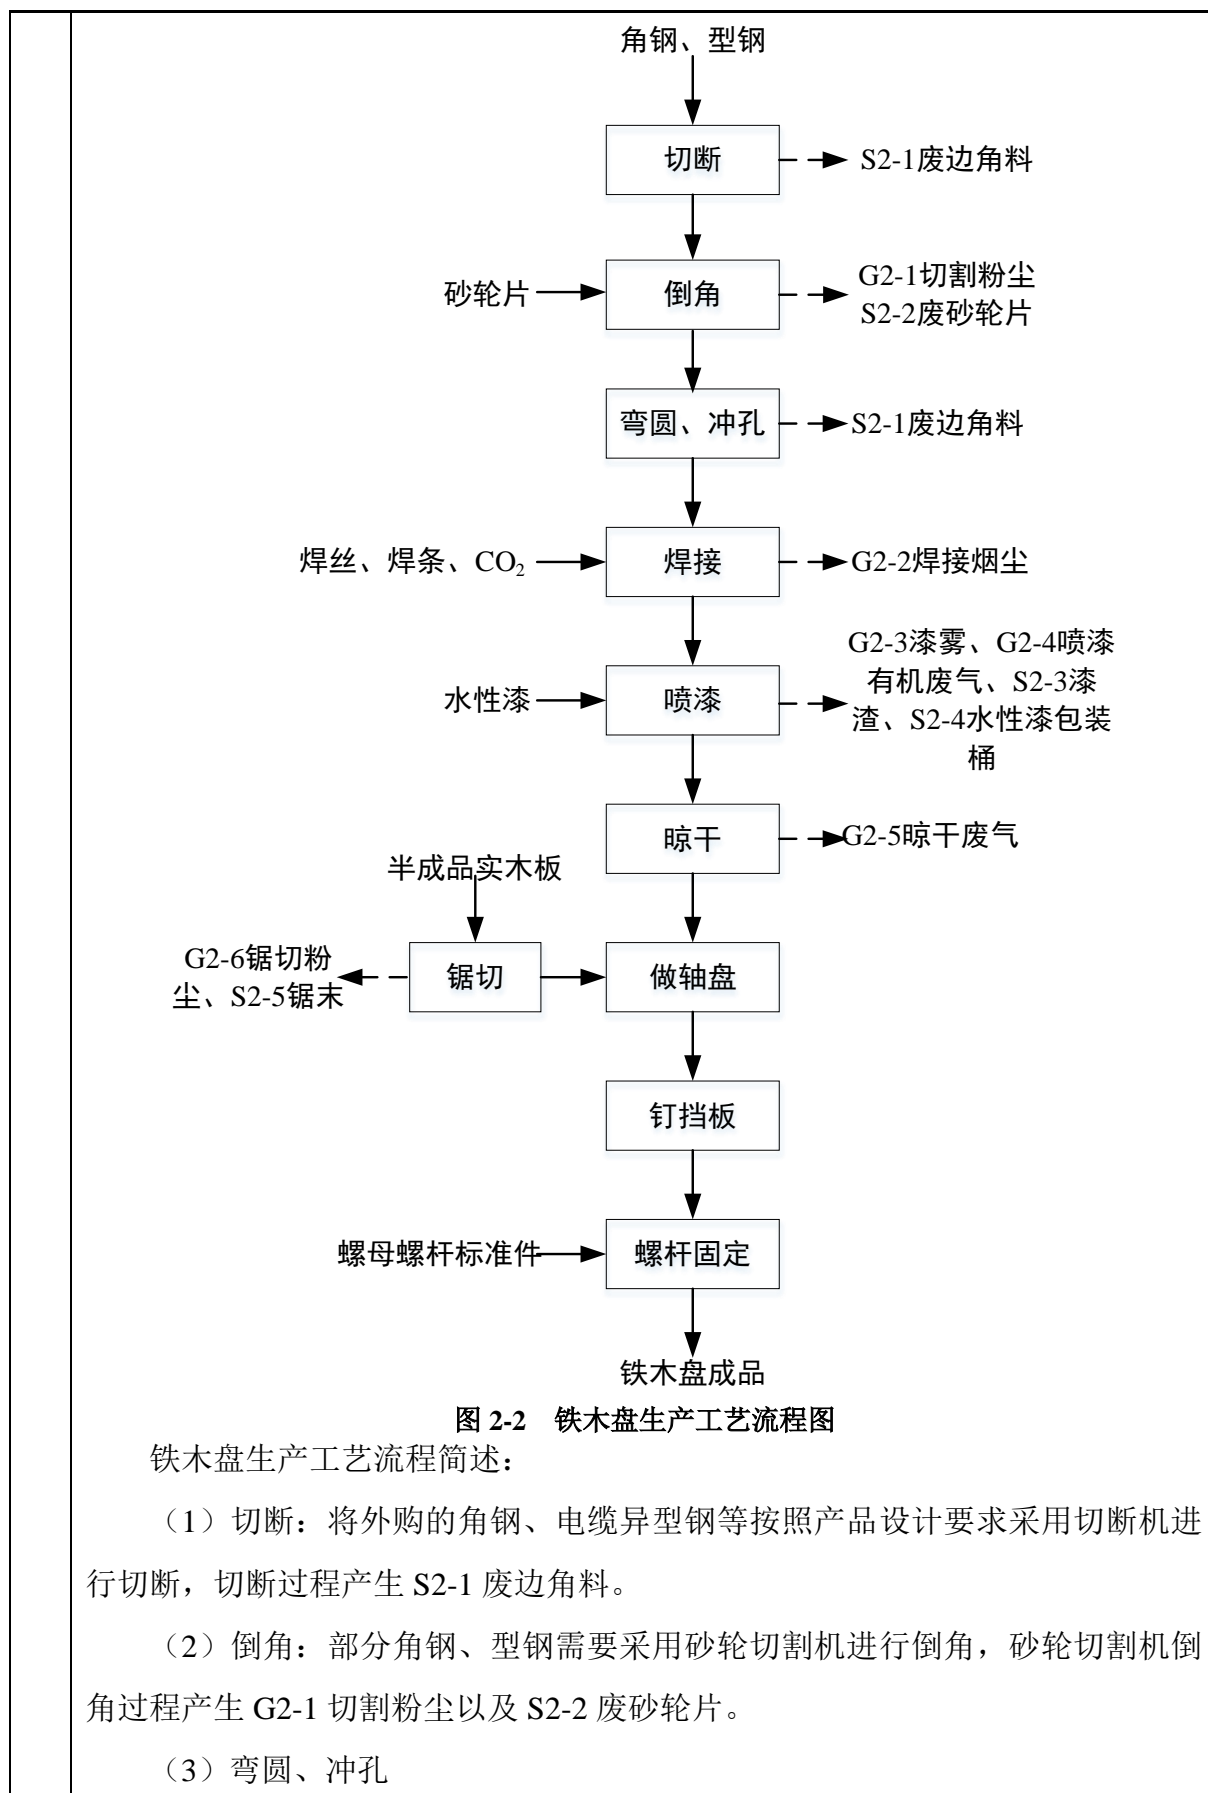 角钢、型钢
切断
S2-1废边角料
砂轮片
倒角
G2-1切割粉尘
S2-2废砂轮片
弯圆、冲孔
S2-1废边角料
焊丝、焊条、CO₂
焊接
G2-2焊接烟尘
水性漆
喷漆
G2-3漆雾、G2-4喷漆
有机废气、S2-3漆
渣、S2-4水性漆包装
桶
晾干
G2-5晾干废气
半成品实木板
G2-6锯切粉
尘、S2-5锯末
锯切
做轴盘
钉挡板
螺母螺杆标准件
螺杆固定
铁木盘成品
图 2-2 铁木盘生产工艺流程图
铁木盘生产工艺流程简述：
（1）切断：将外购的角钢、电缆异型钢等按照产品设计要求采用切断机进
行切断，切断过程产生 S2-1 废边角料。
（2）倒角：部分角钢、型钢需要采用砂轮切割机进行倒角，砂轮切割机倒
角过程产生 G2-1 切割粉尘以及 S2-2 废砂轮片。
（3）弯圆、冲孔